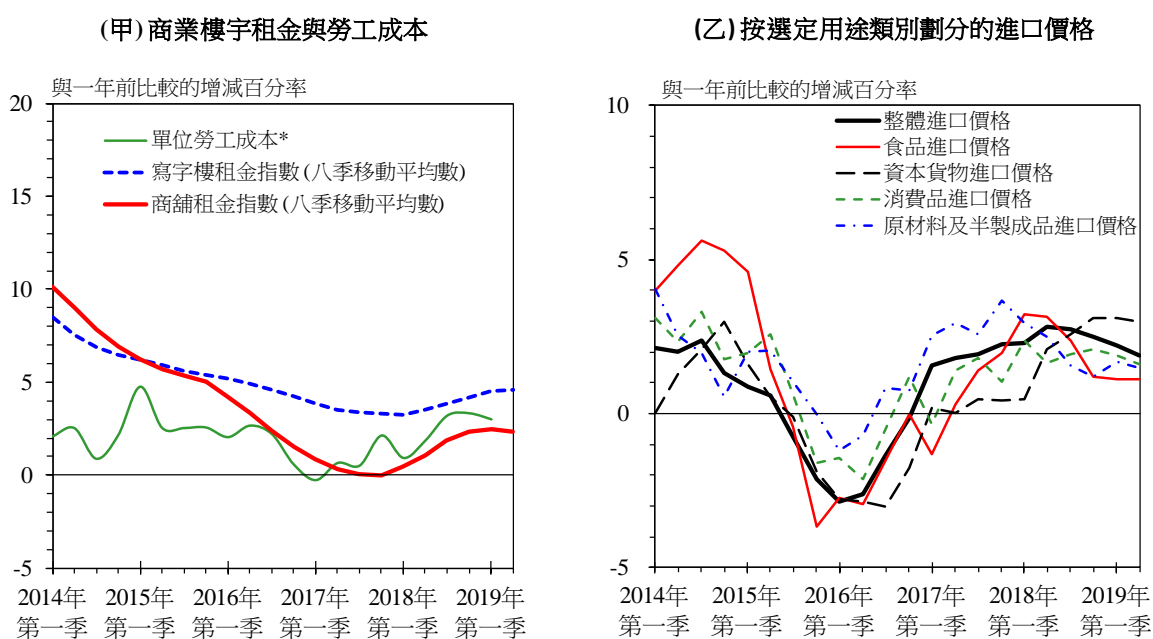 (甲) 商業樓宇租金與勞工成本
與一年前比較的增減百分率
20
15
10
5
0
-5
單位勞工成本*
寫字樓租金指數 (八季移動平均數)
商舖租金指數 (八季移動平均數)
2014年 2015年 2016年 2017年 2018年 2019年
第一季 第一季 第一季 第一季 第一季 第一季
(乙) 按選定用途類別劃分的進口價格
與一年前比較的增減百分率
10
5
0
-5
整體進口價格
食品進口價格
資本貨物進口價格
消費品進口價格
原材料及半製成品進口價格
2014年 2015年 2016年 2017年 2018年 2019年
第一季 第一季 第一季 第一季 第一季 第一季